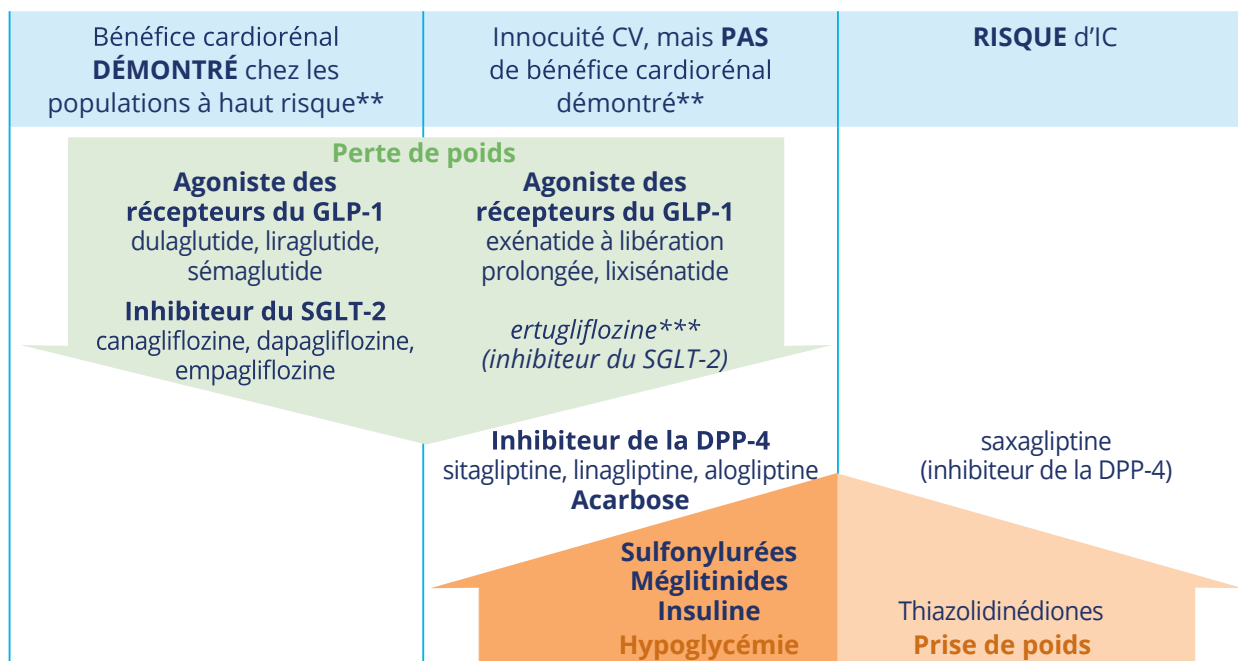 Bénéfice cardiorénal
DÉMONTRÉ chez les
populations à haut risque**
Innocuité CV, mais PAS
de bénéfice cardiorénal
démontré**
RISQUE d’IC
Perte de poids
Agoniste des
récepteurs du GLP-1
dulaglutide, liraglutide,
sémaglutide
Inhibiteur du SGLT-2
canagliflozine, dapagliflozine,
empagliflozine
Agoniste des
récepteurs du GLP-1
exénatide à libération
prolongée, lixisénatide
ertugliflozine***
(inhibiteur du SGLT-2)
Inhibiteur de la DPP-4
sitagliptine, linagliptine, alogliptine
Acarbose
saxagliptine
(inhibiteur de la DPP-4)
Sulfonylurées
Méglitinides
Insuline
Hypoglycémie
Thiazolidinédiones
Prise de poids